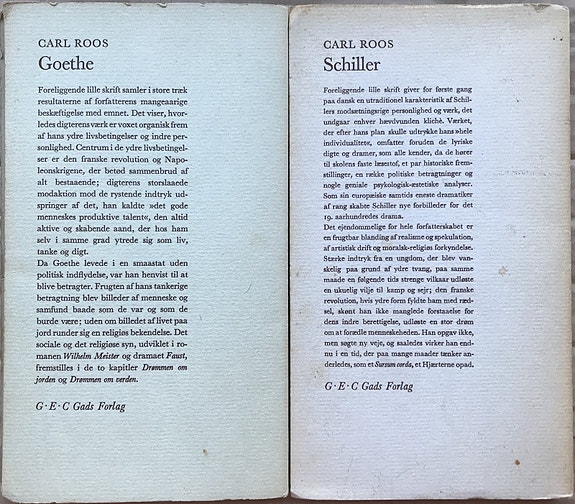 CARL ROOS
Goethe
Foreliggende lille skrift samler i store træk
resultaterne af forfatterens mangeaarige
beskæftigelse med emnet. Det viser, hvor-
ledes digterens værk er voxet organisk frem
af hans ydre livsbetingelser og indre per-
sonlighed. Centrum i de ydre livsbetingel-
ser er den franske revolution og Napo-
leonskrigene, der betød sammenbrud af
alt bestaaende; digterens storslaaede
modaktion mod de rystende indtryk ud-
springer af det, han kaldte »det gode
menneskes produktive talent«, den altid
aktive og skabende aand, der hos ham
selv i samme grad ytrede sig som liv,
tanke og digt.
Da Goethe levede i en smaastat uden
politisk indflydelse, var han henvist til at
blive betragter. Frugten af hans tankerige
betragtning blev billeder af menneske og
samfund baade som de var og som de
burde være; uden om billedet af livet paa
jord runder sig en religiøs bekendelse. Det
sociale og det religiøse syn, udviklet i ro-
manen Wilhelm Meister og dramaet Faust,
fremstilles i de to kapitler Drømmen om
jorden og Drømmen om verden.
G·E·C Gads Forlag
CARL ROOS
Schiller
Foreliggende lille skrift giver for første gang
paa dansk en utraditionel karakteristik af Schil-
lers modsætningsrige personlighed og værk, det
undgaar enhver hævdvunden klichè. Værket,
der efter hans plan skulle udtrykke hans »hele
individualitet«, omfatter foruden de lyriske
digte og dramer, som alle kender, da de hører
til skolens faste læsestof, et par historiske frem-
stillinger, en række politiske betragtninger og
nogle geniale psykologisk-æstetiske analyser.
Som sin europæiske samtids eneste dramatiker
af rang skabte Schiller nye forbilleder for det
19. aarhundredes drama.
Det ejendommelige for hele forfatterskabet er
en frugtbar blanding af realisme og spekulation,
af artistisk drift og moralsk-religiøs forkyndelse.
Stærke indtryk fra en ungdom, der blev van-
skelig paa grund af ydre tvang, paa samme
maade en følgende tids strenge vilkaar udløste
en ukuelig vilje til kamp og sejr; den franske
revolution, hvis ydre form fyldte ham med ræd-
sel, skønt han ikke manglede forstaaelse for
dens indre berettigelse, udløste en stor drøm
om at forædle menneskeheden. Han opgav ikke,
men søgte ny veje, og saaledes virker han end-
nu i en tid, der paa mange maader tænker an-
derledes, som et Sursum corda, et Hjærterne opad.
G·E·C Gads Forlag